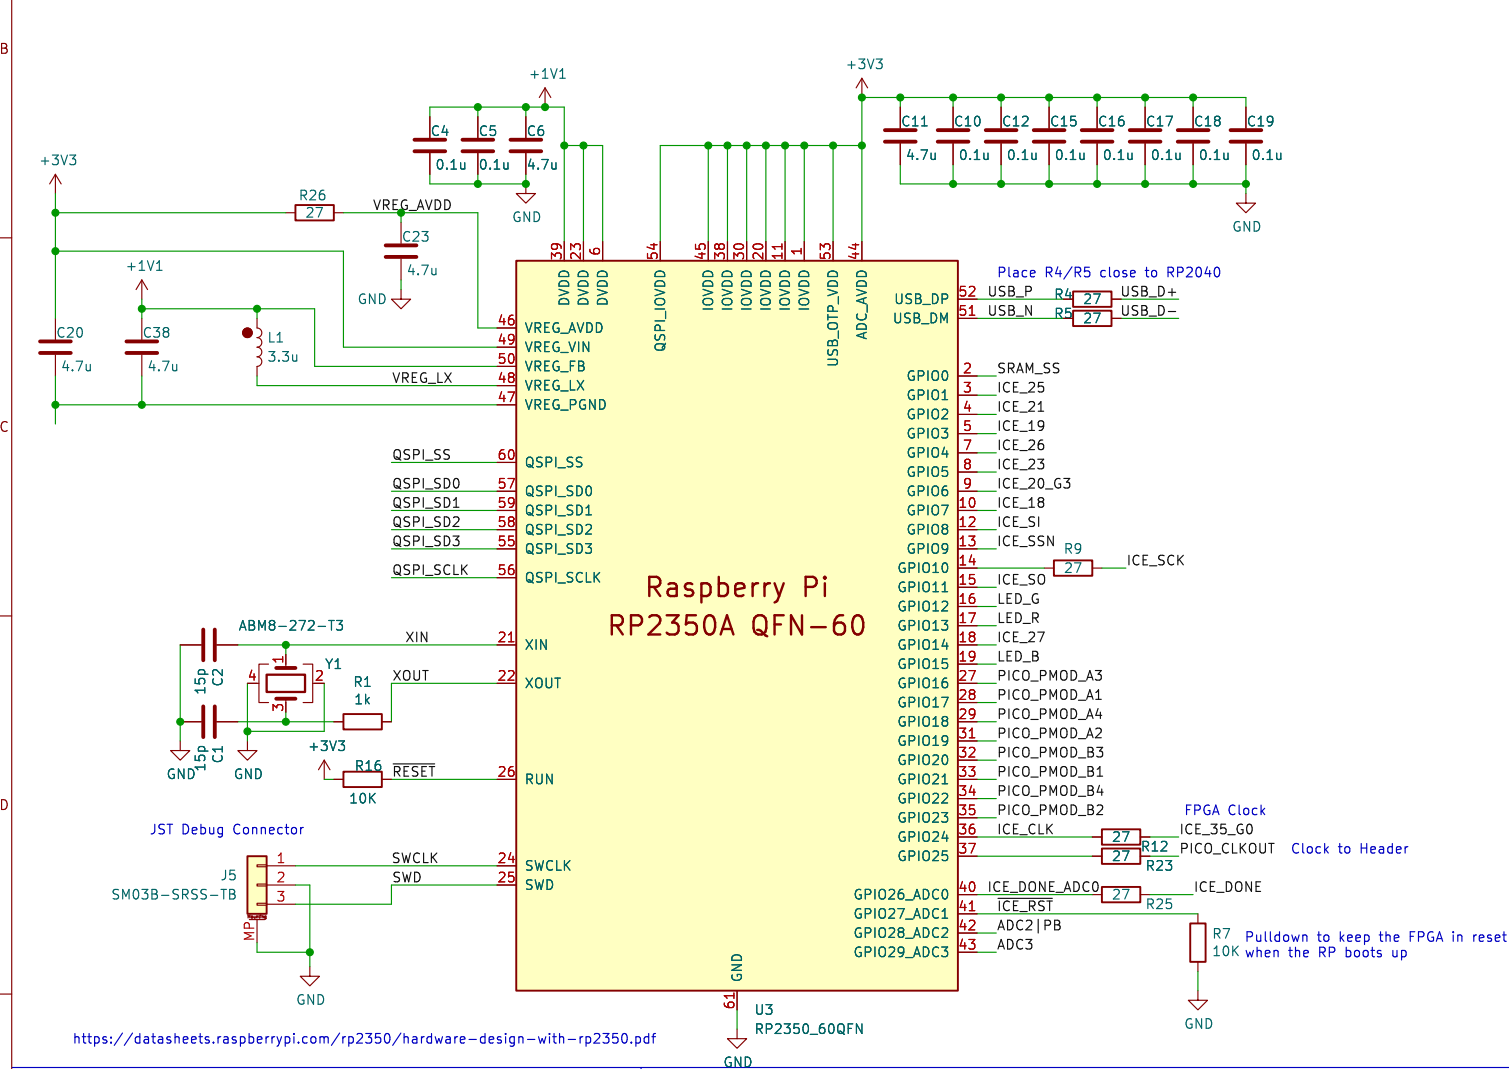 B
C
D
+3V3
+1V1
C4
0.1u
C5
0.1u
C6
4.7u
GND
+3V3
C11
4.7u
C10
0.1u
C12
0.1u
C15
0.1u
C16
0.1u
C17
0.1u
C18
0.1u
C19
0.1u
GND
R26
27
VREG_AVDD
C23
4.7u
GND
+1V1
C20
4.7u
C38
4.7u
L1
3.3u
VREG_LX
39 DVDD
23 DVDD
6 DVDD
54 QSPI_IOVDD
45 IOVDD
38 IOVDD
30 IOVDD
20 IOVDD
11 IOVDD
1 IOVDD
53 USB_OTP_VDD
44 ADC_AVDD
46 VREG_AVDD
49 VREG_VIN
50 VREG_FB
48 VREG_LX
47 VREG_PGND
QSPI_SS 60 QSPI_SS
QSPI_SD0 57 QSPI_SD0
QSPI_SD1 59 QSPI_SD1
QSPI_SD2 58 QSPI_SD2
QSPI_SD3 55 QSPI_SD3
QSPI_SCLK 56 QSPI_SCLK
Raspberry Pi
RP2350A QFN-60
ABM8-272-T3
XIN 21 XIN
XOUT 22 XOUT
C2
15p
C1
15p
Y1
1
2
3
4
R1
1k
GND
GND
+3V3
R16
10K
RESET 26 RUN
JST Debug Connector
J5
SM03B-SRSS-TB
1
2
3
MP
SWCLK 24 SWCLK
SWD 25 SWD
GND
Place R4/R5 close to RP2040
USB_DP 52 USB_P R4 27 USB_D+
USB_DM 51 USB_N R5 27 USB_D-
GPIO0 2 SRAM_SS
GPIO1 3 ICE_25
GPIO2 4 ICE_21
GPIO3 5 ICE_19
GPIO4 7 ICE_26
GPIO5 8 ICE_23
GPIO6 9 ICE_20_G3
GPIO7 10 ICE_18
GPIO8 12 ICE_SI
GPIO9 13 ICE_SSN
GPIO10 14 R9 27 ICE_SCK
GPIO11 15 ICE_SO
GPIO12 16 LED_G
GPIO13 17 LED_R
GPIO14 18 ICE_27
GPIO15 19 LED_B
GPIO16 27 PICO_PMOD_A3
GPIO17 28 PICO_PMOD_A1
GPIO18 29 PICO_PMOD_A4
GPIO19 31 PICO_PMOD_A2
GPIO20 32 PICO_PMOD_B3
GPIO21 33 PICO_PMOD_B1
GPIO22 34 PICO_PMOD_B4
GPIO23 35 PICO_PMOD_B2
FPGA Clock
GPIO24 36 ICE_CLK 27 R12 ICE_35_G0
GPIO25 37 27 R23 PICO_CLKOUT Clock to Header
GPIO26_ADC0 40 ICE_DONE_ADC0 27 R25 ICE_DONE
GPIO27_ADC1 41 ICE_RST
GPIO28_ADC2 42 ADC2|PB
GPIO29_ADC3 43 ADC3
R7
10K
Pulldown to keep the FPGA in reset
when the RP boots up
GND
GND
61
U3
RP2350_60QFN
GND
https://datasheets.raspberrypi.com/rp2350/hardware-design-with-rp2350.pdf